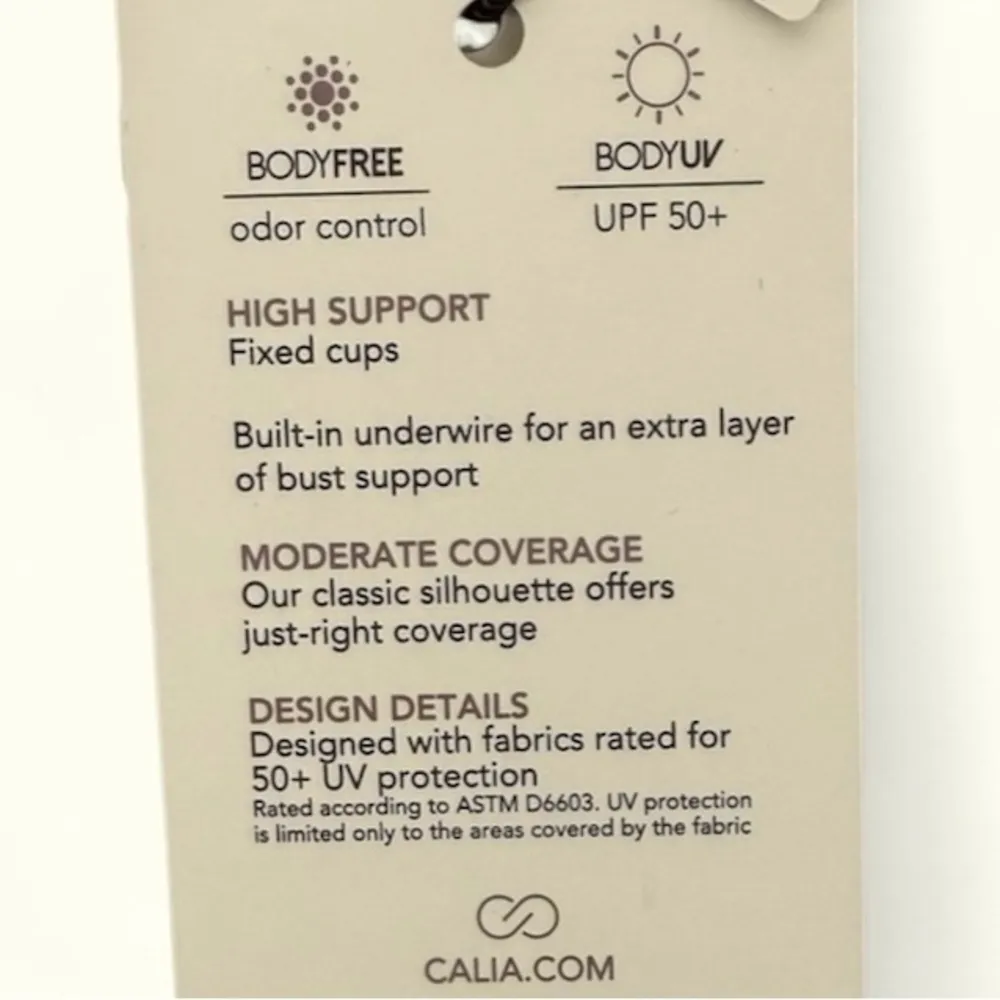 BODYFREE
odor control
BODYUV
UPF 50+
HIGH SUPPORT
Fixed cups
Built-in underwire for an extra layer
of bust support
MODERATE COVERAGE
Our classic silhouette offers
just-right coverage
DESIGN DETAILS
Designed with fabrics rated for
50+ UV protection
Rated according to ASTM D6603. UV protection
is limited only to the areas covered by the fabric
CALIA.COM